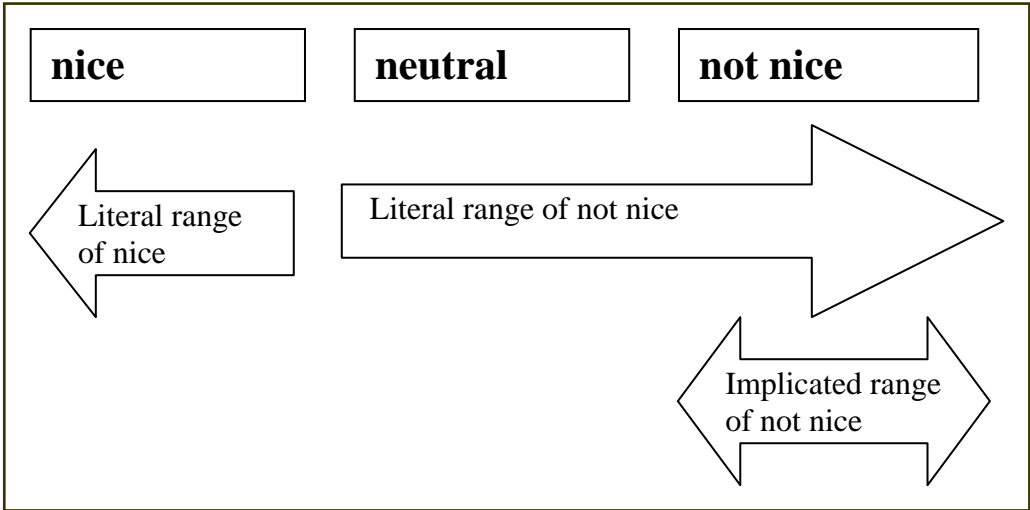 nice
neutral
not nice
Literal range
of nice
Literal range of not nice
Implicated range
of not nice